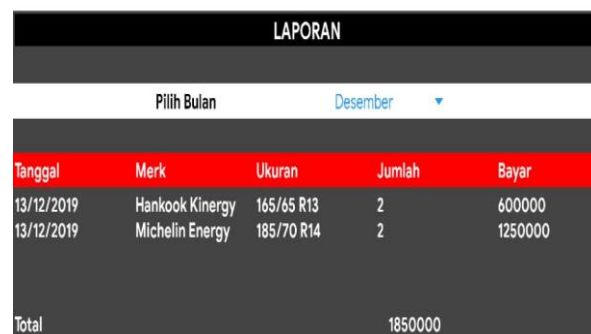 LAPORAN
Pilih Bulan Desember
Tanggal Merk Ukuran Jumlah Bayar
13/12/2019 Hankook Kinergy 165/65 R13 2 600000
13/12/2019 Michelin Energy 185/70 R14 2 1250000
Total 1850000